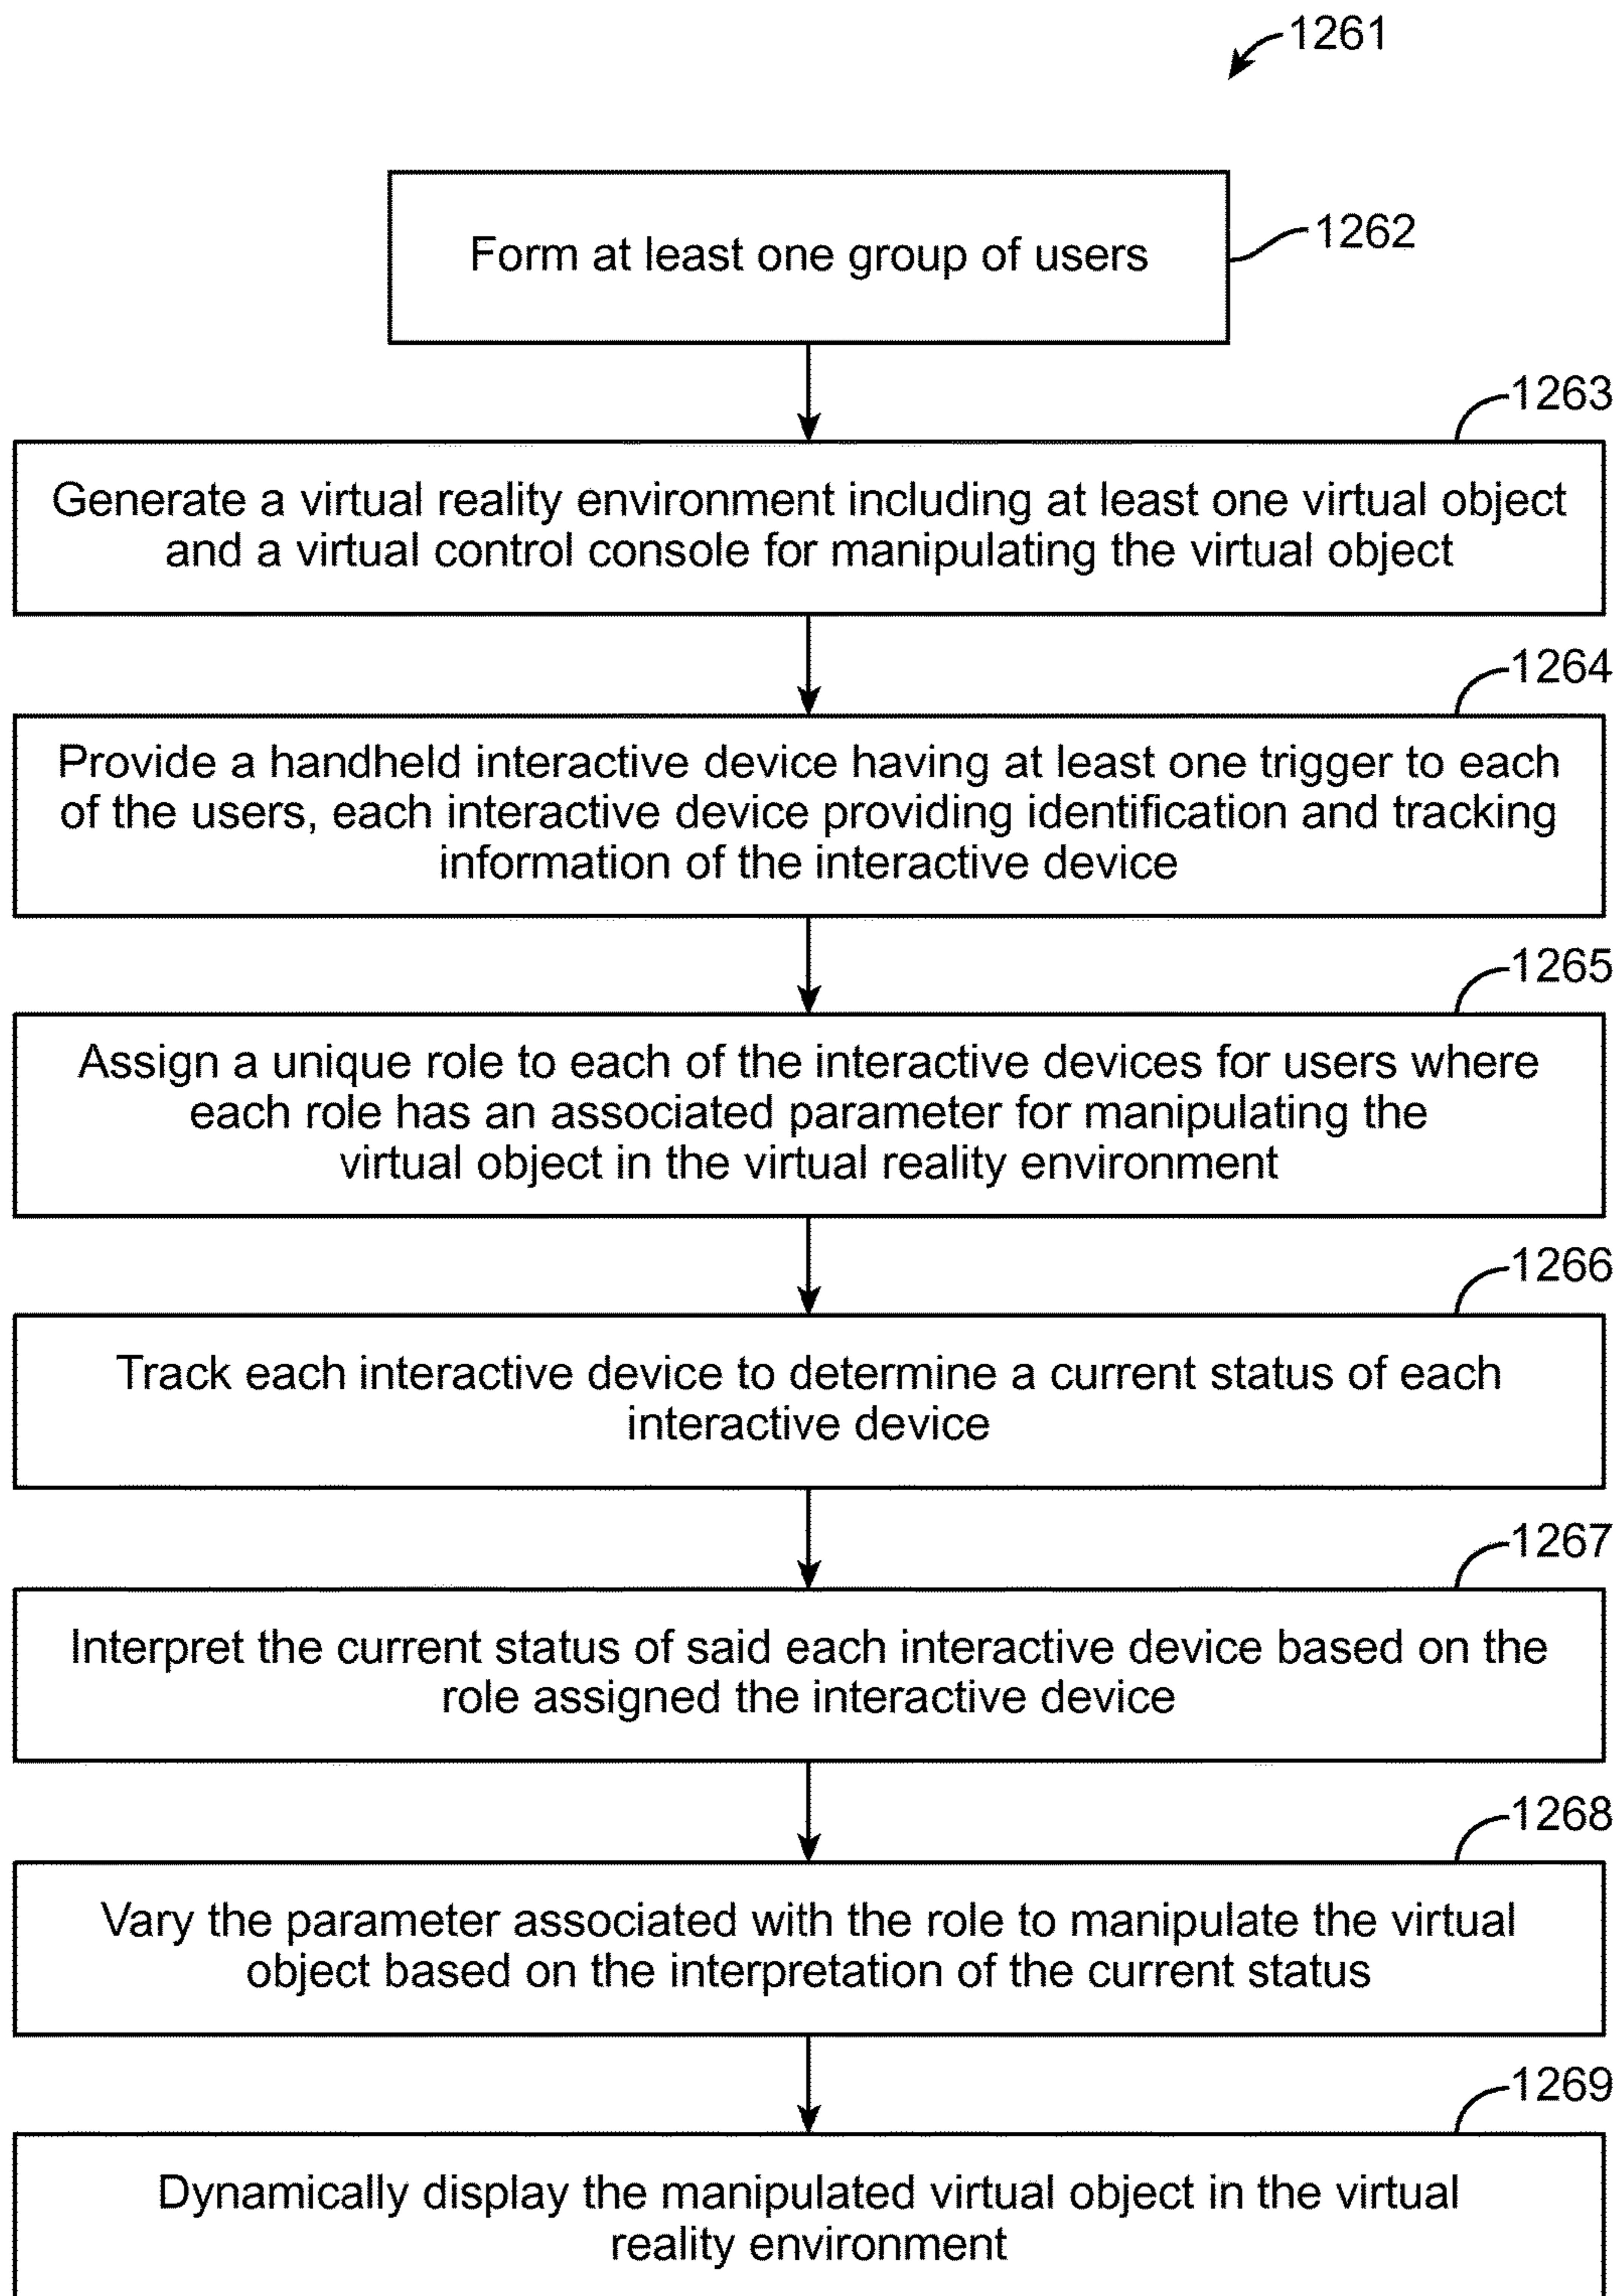 1261
Form at least one group of users
1262
1263
Generate a virtual reality environment including at least one virtual object
and a virtual control console for manipulating the virtual object
1264
Provide a handheld interactive device having at least one trigger to each
of the users, each interactive device providing identification and tracking
information of the interactive device
1265
Assign a unique role to each of the interactive devices for users where
each role has an associated parameter for manipulating the
virtual object in the virtual reality environment
1266
Track each interactive device to determine a current status of each
interactive device
1267
Interpret the current status of said each interactive device based on the
role assigned the interactive device
1268
Vary the parameter associated with the role to manipulate the virtual
object based on the interpretation of the current status
1269
Dynamically display the manipulated virtual object in the virtual
reality environment